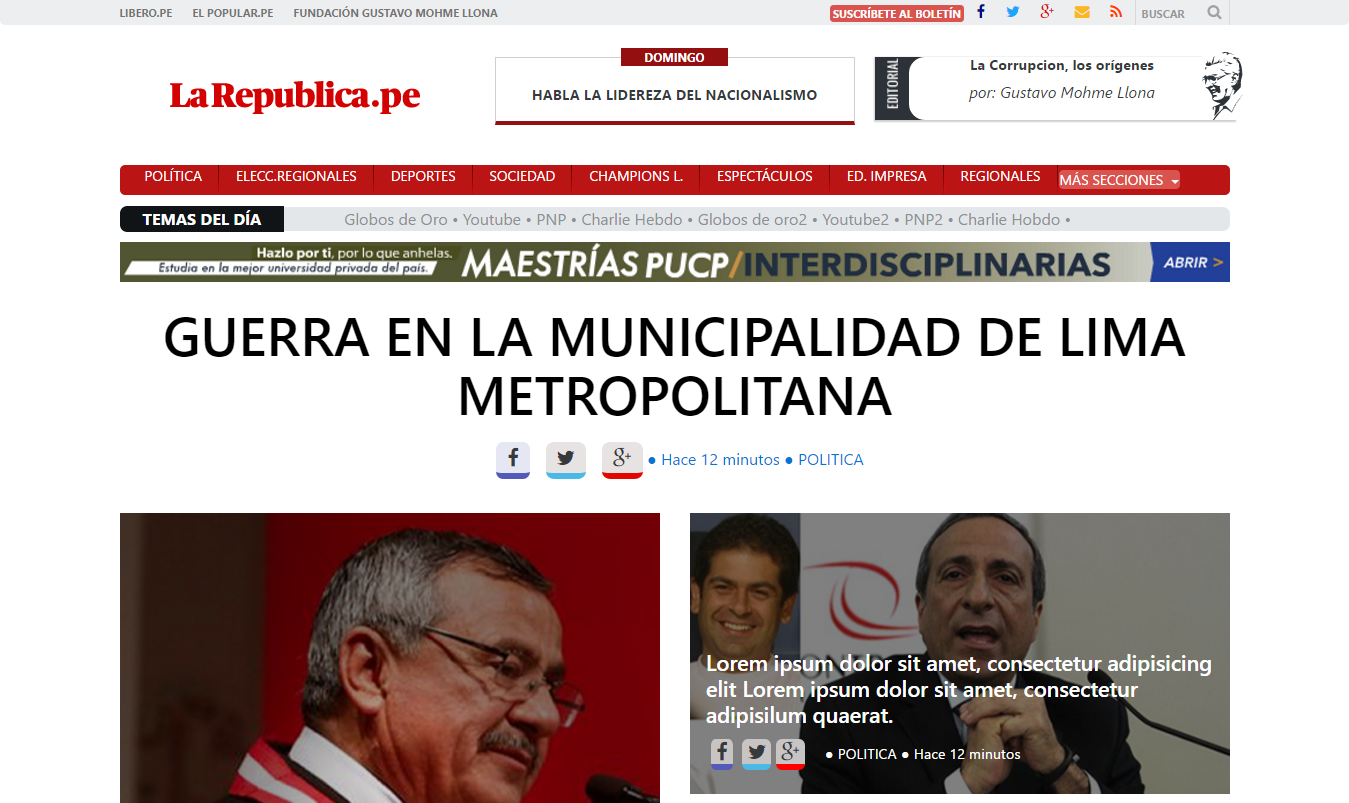 LIBERO.PE EL POPULAR.PE FUNDACIÓN GUSTAVO MOHME LLONA SUSCRÍBETE AL BOLETÍN BUSCAR
LaRepublica.pe
DOMINGO
HABLA LA LIDEREZA DEL NACIONALISMO
EDITORIAL
La Corrupcion, los orígenes
por: Gustavo Mohme Llona
POLÍTICA ELECC.REGIONALES DEPORTES SOCIEDAD CHAMPIONS L. ESPECTÁCULOS ED. IMPRESA REGIONALES MÁS SECCIONES
TEMAS DEL DÍA Globos de Oro • Youtube • PNP • Charlie Hebdo • Globos de oro2 • Youtube2 • PNP2 • Charlie Hobdo •
Hazlo por ti, por lo que anhelas.
Estudia en la mejor universidad privada del país.
MAESTRÍAS PUCP/INTERDISCIPLINARIAS
ABRIR >
GUERRA EN LA MUNICIPALIDAD DE LIMA
METROPOLITANA
● Hace 12 minutos ● POLITICA
Lorem ipsum dolor sit amet, consectetur adipisicing
elit Lorem ipsum dolor sit amet, consectetur
adipisilum quaerat.
● POLITICA ● Hace 12 minutos